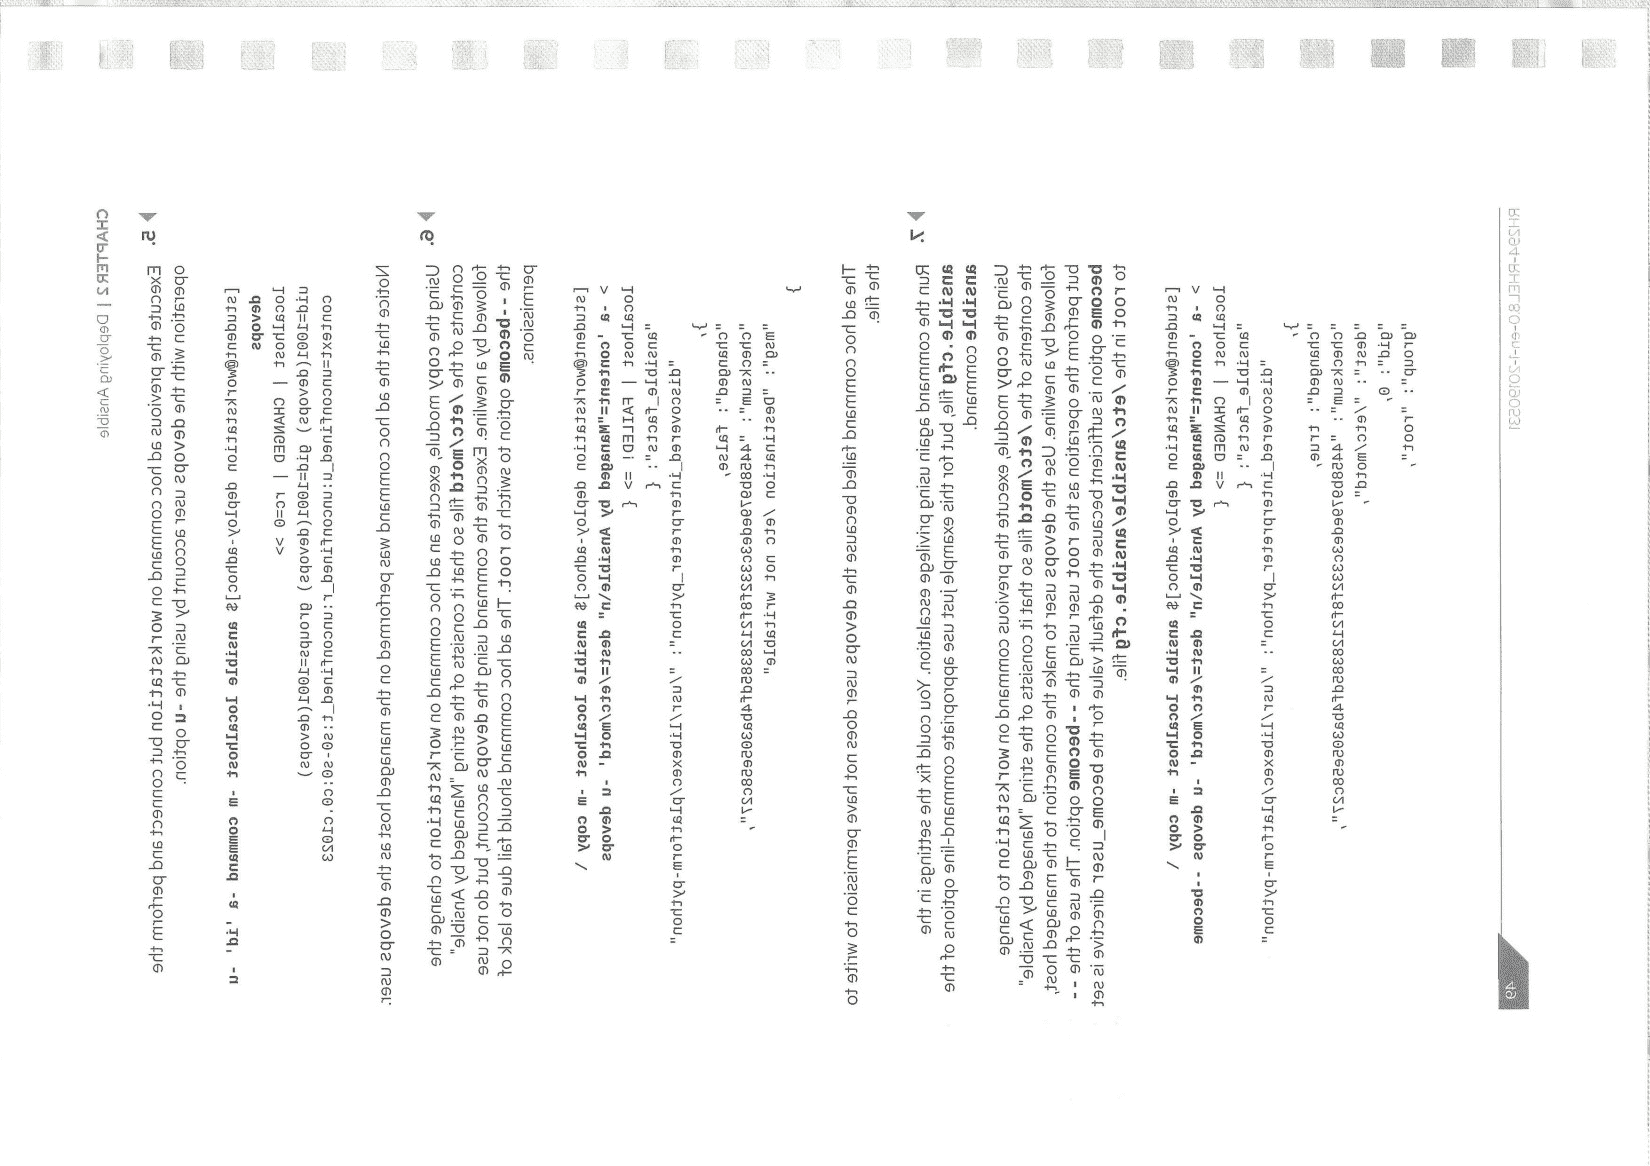 CHAPTER 2 | Deploying Ansible
5. Execute the previous ad hoc command on workstation but connect and perform the
operation with the devops user account by using the -u option.
[student@workstation deploy-adhoc]$ ansible localhost -m command -a 'id' -u
devops
localhost | CHANGED | rc=0 >>
uid=1001(devops) gid=1001(devops) groups=1001(devops)
context=unconfined_u:unconfined_r:unconfined_t:s0-s0:c0.c1023
Notice that the ad hoc command was performed on the managed host as the devops user.
6. Using the copy module, execute an ad hoc command on workstation to change the
contents of the /etc/motd file so that it consists of the string "Managed by Ansible"
followed by a newline. Execute the command using the devops account, but do not use
the --become option to switch to root. The ad hoc command should fail due to lack of
permissions.
[student@workstation deploy-adhoc]$ ansible localhost -m copy \
> -a 'content="Managed by Ansible\n" dest=/etc/motd' -u devops
localhost | FAILED! => {
"ansible_facts": {
"discovered_interpreter_python": "/usr/libexec/platform-python"
},
"changed": false,
"checksum": "4458b979ede3c332f8f2128385df4ba305e58c27",
"msg": "Destination /etc not writable"
}
The ad hoc command failed because the devops user does not have permission to write to
the file.
7. Run the command again using privilege escalation. You could fix the settings in the
ansible.cfg file, but for this example just use appropriate command-line options of the
ansible command.
Using the copy module, execute the previous command on workstation to change
the contents of the /etc/motd file so that it consists of the string "Managed by Ansible"
followed by a newline. Use the devops user to make the connection to the managed host,
but perform the operation as the root user using the --become option. The use of the --
become option is sufficient because the default value for the become_user directive is set
to root in the /etc/ansible/ansible.cfg file.
[student@workstation deploy-adhoc]$ ansible localhost -m copy \
> -a 'content="Managed by Ansible\n" dest=/etc/motd' -u devops --become
localhost | CHANGED => {
"ansible_facts": {
"discovered_interpreter_python": "/usr/libexec/platform-python"
},
"changed": true,
"checksum": "4458b979ede3c332f8f2128385df4ba305e58c27",
"dest": "/etc/motd",
"gid": 0,
"group": "root",
RH294-RHEL8.0-en-1-20190531
49